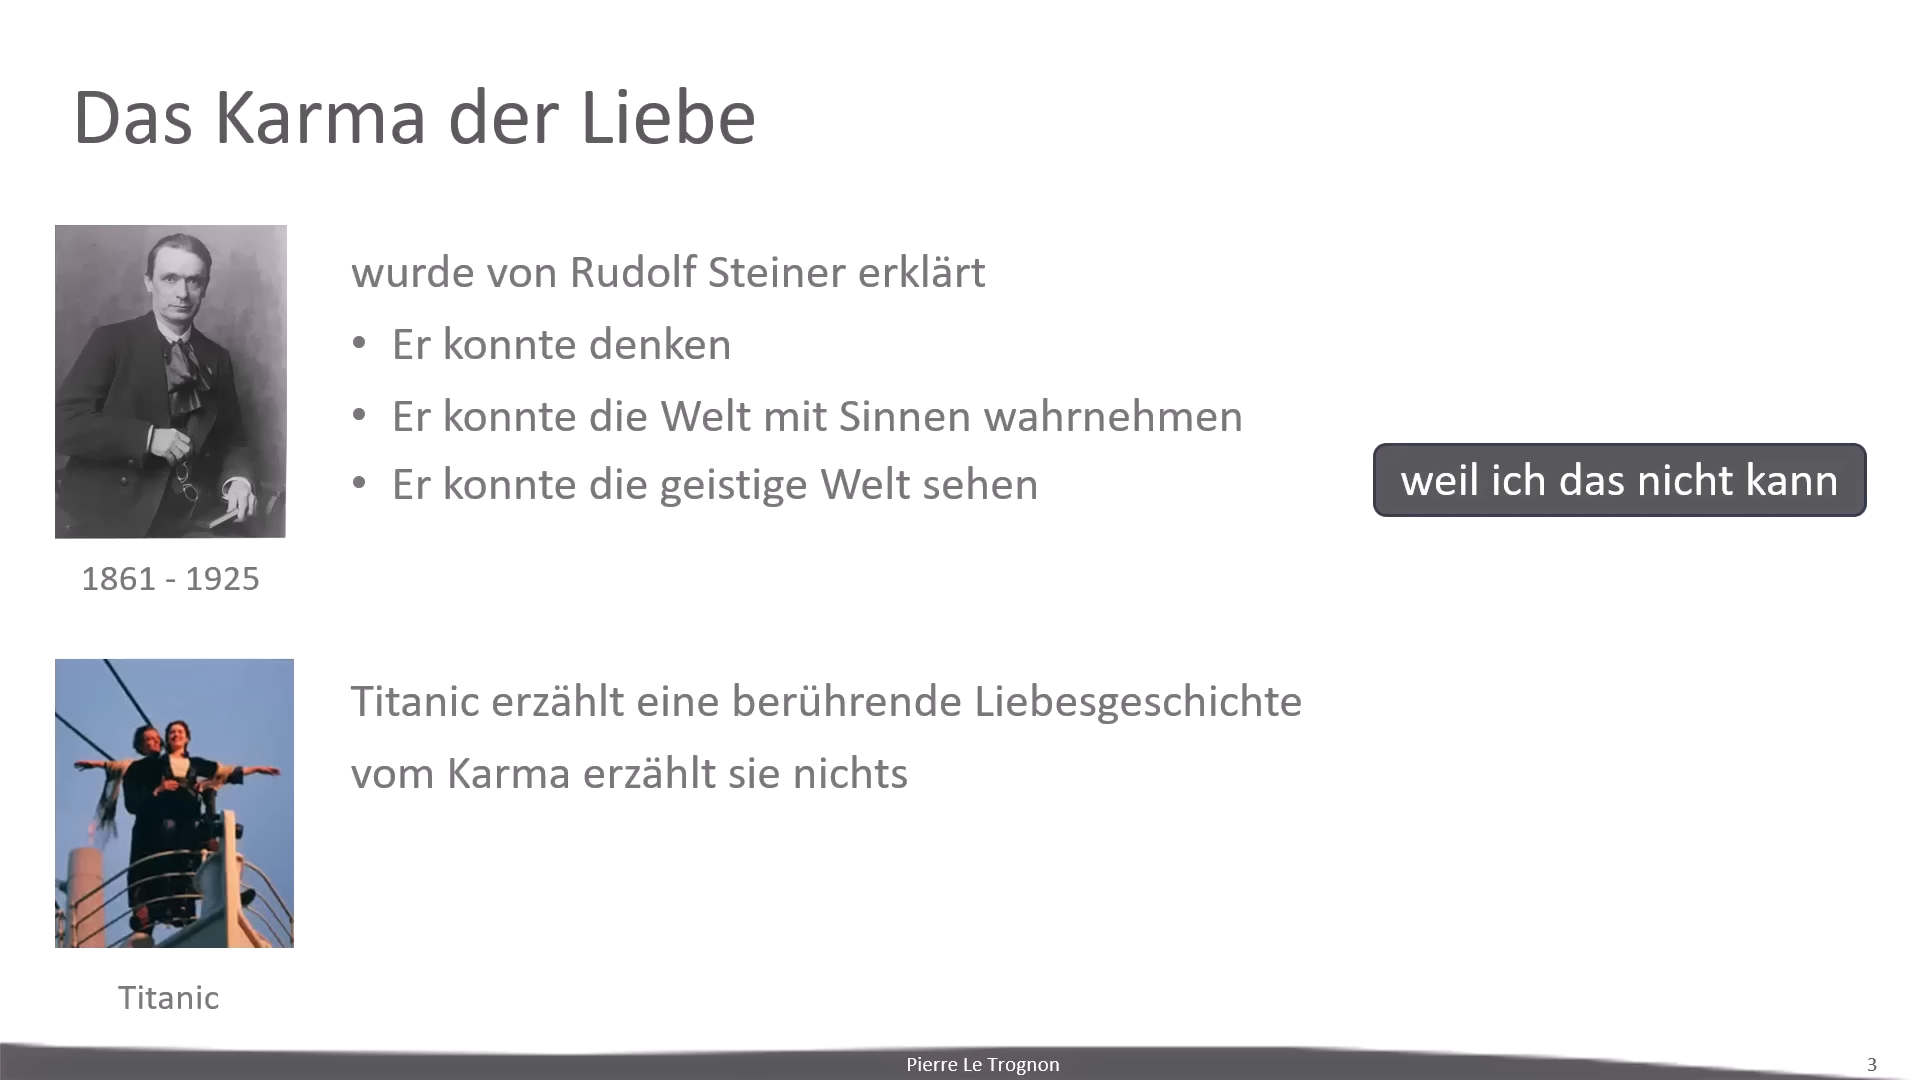 Das Karma der Liebe
wurde von Rudolf Steiner erklärt
• Er konnte denken
• Er konnte die Welt mit Sinnen wahrnehmen
• Er konnte die geistige Welt sehen
weil ich das nicht kann
1861 - 1925
Titanic erzählt eine berührende Liebesgeschichte
vom Karma erzählt sie nichts
Titanic
Pierre Le Trognon
3